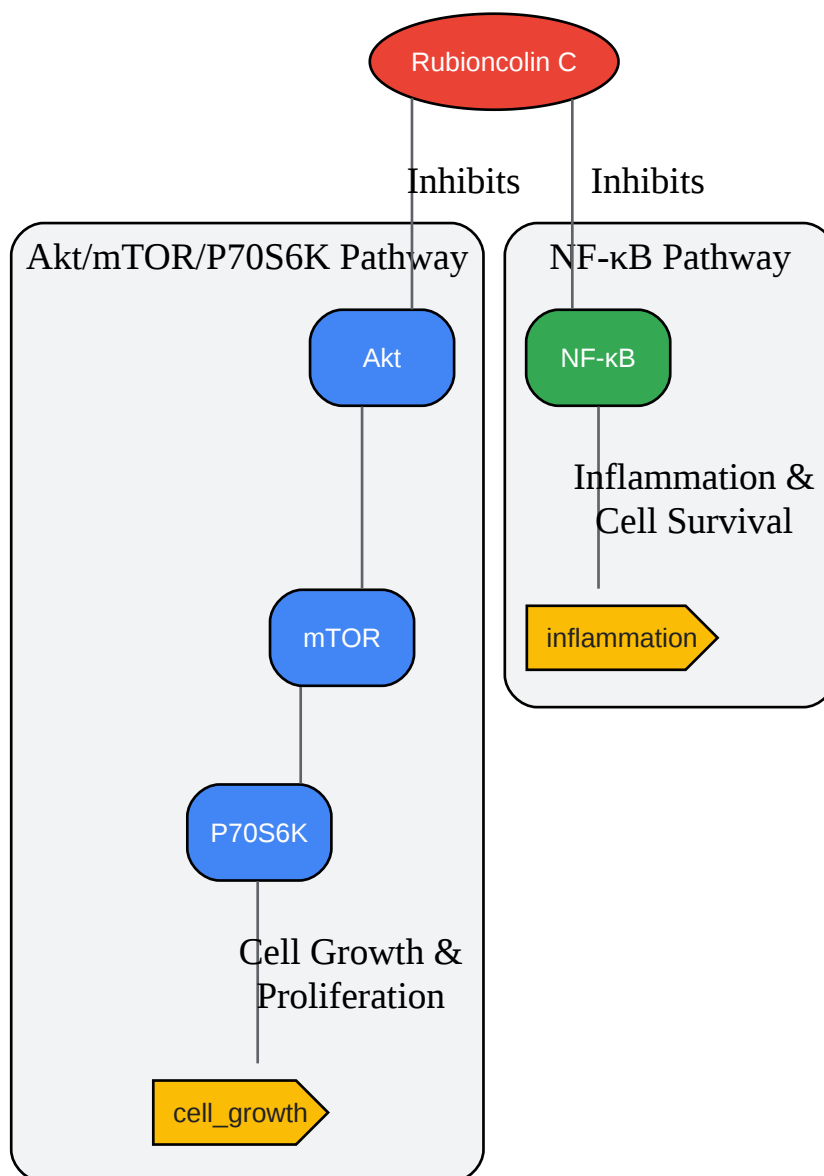 Rubioncolin C
Inhibits
Inhibits
Akt/mTOR/P70S6K Pathway
NF-κB Pathway
Akt
NF-κB
Inflammation &
Cell Survival
mTOR
inflammation
P70S6K
Cell Growth &
Proliferation
cell_growth